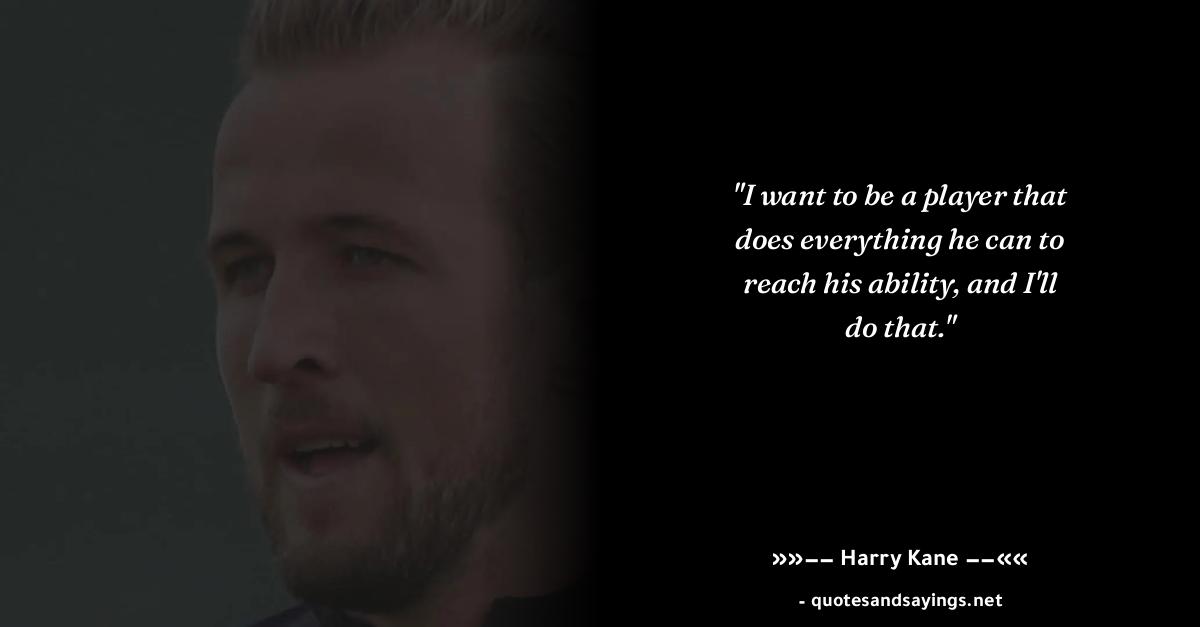 "I want to be a player that
does everything he can to
reach his ability, and I'll
do that."
»»–– Harry Kane ––««
- quotesandsayings.net